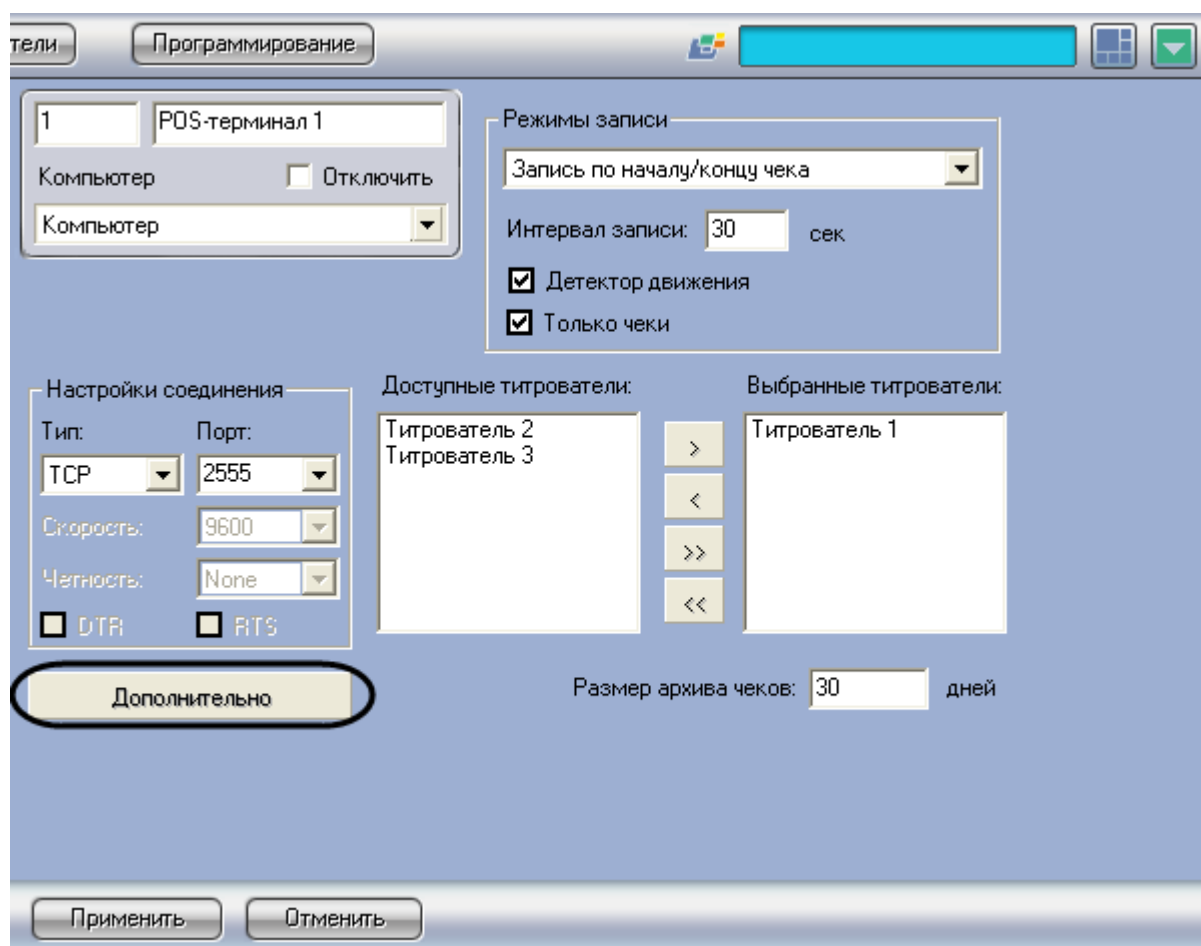 тели
Программирование
1
POS-терминал 1
Компьютер
Отключить
Компьютер
Режимы записи
Запись по началу/концу чека
Интервал записи: 30 сек
Детектор движения
Только чеки
Настройки соединения
Тип: Порт:
TCP 2555
Скорость: 9600
Четность: None
DTR RTS
Дополнительно
Доступные титрователи:
Титрователь 2
Титрователь 3
>
<
>>
<<
Выбранные титрователи:
Титрователь 1
Размер архива чеков: 30 дней
Применить
Отменить